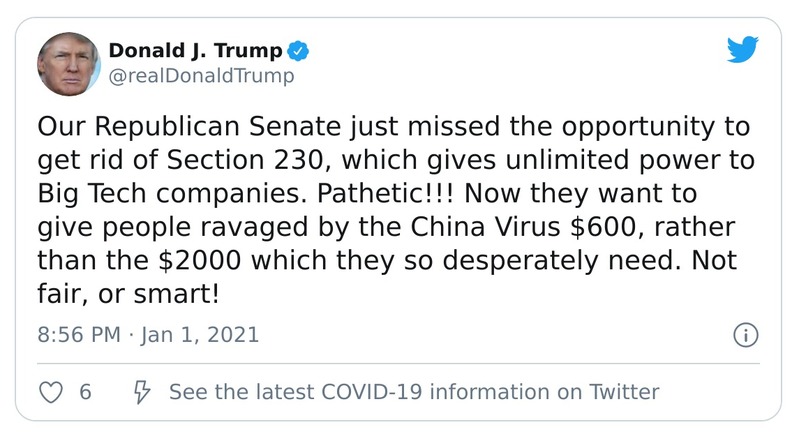 Donald J. Trump
@realDonaldTrump
Our Republican Senate just missed the opportunity to
get rid of Section 230, which gives unlimited power to
Big Tech companies. Pathetic!!! Now they want to
give people ravaged by the China Virus $600, rather
than the $2000 which they so desperately need. Not
fair, or smart!
8:56 PM · Jan 1, 2021
6 See the latest COVID-19 information on Twitter